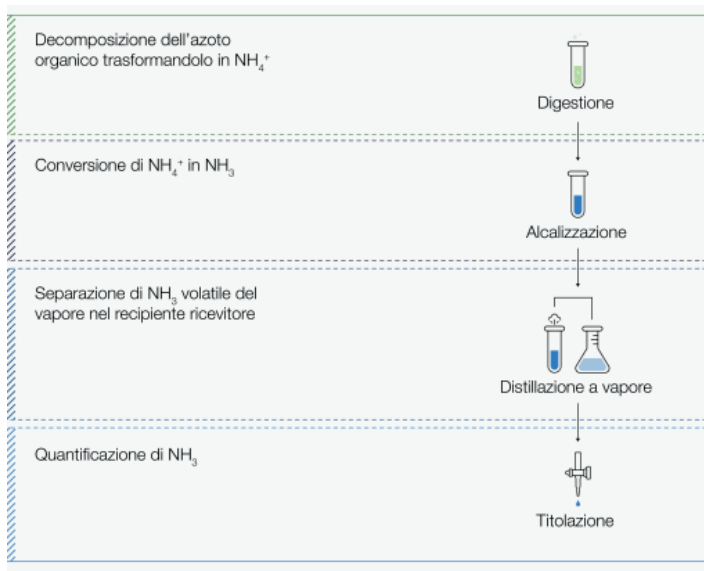 Decomposizione dell'azoto
organico trasformandolo in NH₄⁺
Digestione
Conversione di NH₄⁺ in NH₃
Alcalizzazione
Separazione di NH₃ volatile del
vapore nel recipiente ricevitore
Distillazione a vapore
Quantificazione di NH₃
Titolazione